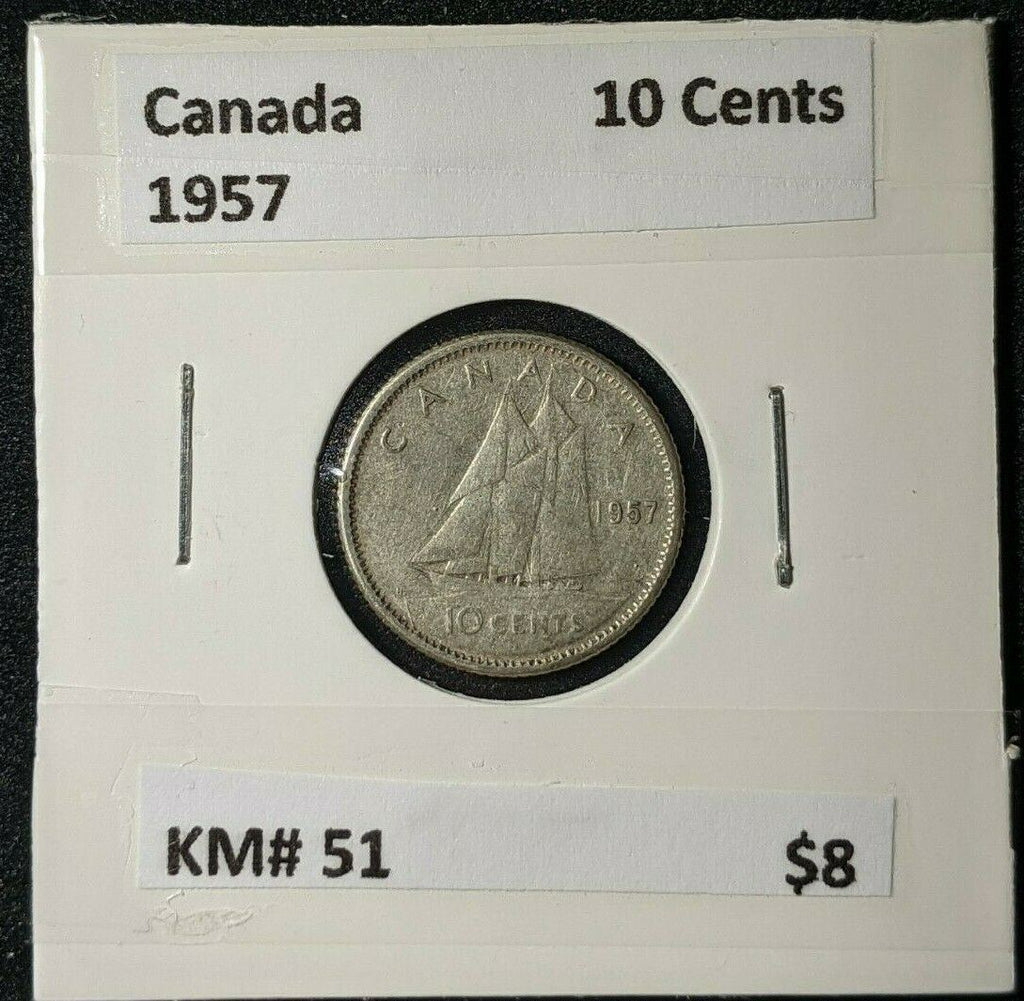 Canada 10 Cents
1957
CANADA
1957
10 CENTS
KM# 51 $8